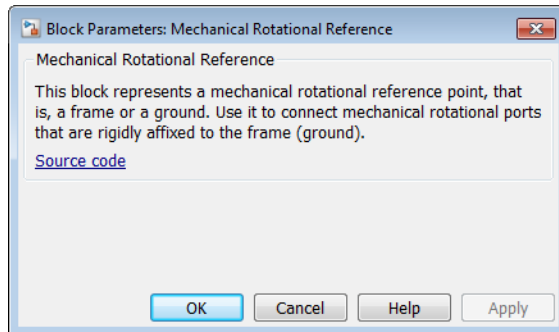 Block Parameters: Mechanical Rotational Reference
Mechanical Rotational Reference
This block represents a mechanical rotational reference point, that
is, a frame or a ground. Use it to connect mechanical rotational ports
that are rigidly affixed to the frame (ground).
Source code
OK Cancel Help Apply